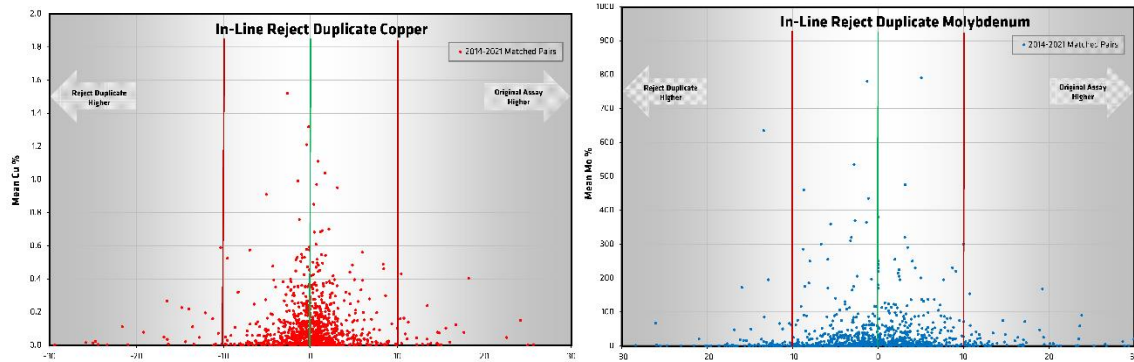 In-Line Reject Duplicate Copper
2014-2021 Matched Pairs
Reject Duplicate
Higher
Original Assay
Higher
Mean Cu %
2.0
1.8
1.6
1.4
1.2
1.0
0.8
0.6
0.4
0.2
0.0
-20
-10
0
10
20
In-Line Reject Duplicate Molybdenum
2014-2021 Matched Pairs
Reject Duplicate
Higher
Original Assay
Higher
Mean Mo %
1000
900
800
700
600
500
400
300
200
100
0
30
-20
-10
0
10
20
30